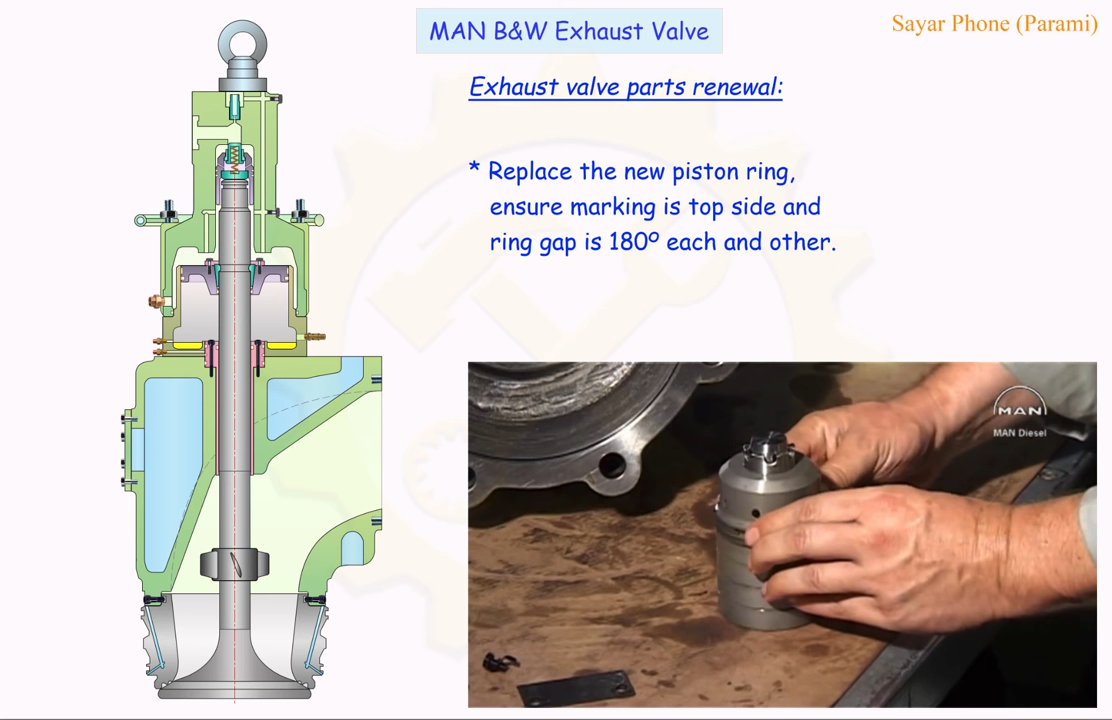 Sayar Phone (Parami)
MAN B&W Exhaust Valve
Exhaust valve parts renewal:
* Replace the new piston ring,
ensure marking is top side and
ring gap is 180º each and other.
MAN
MAN Diesel